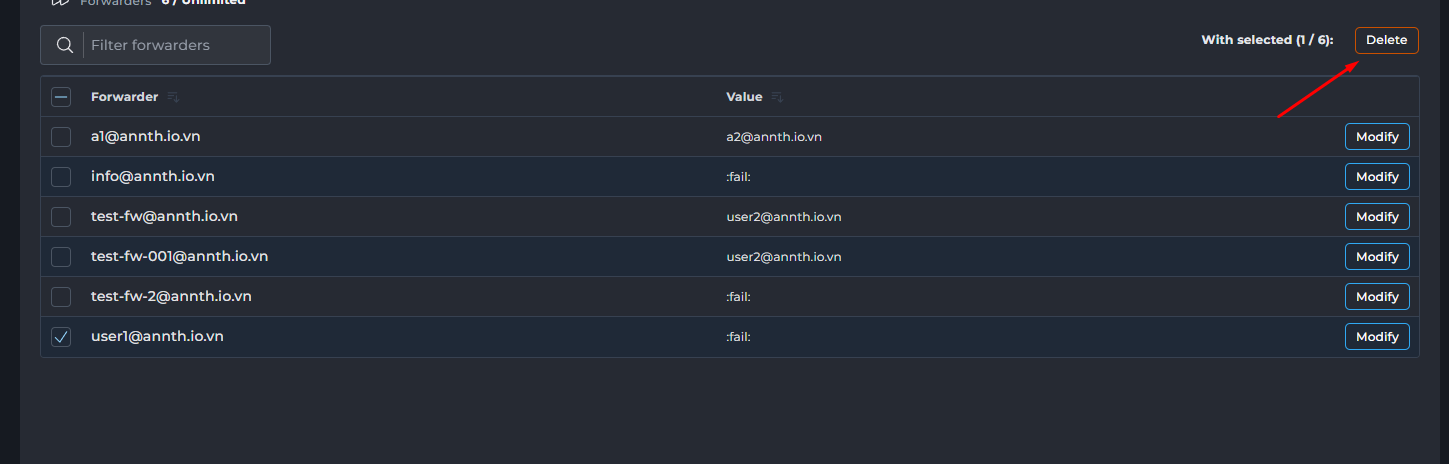 Forwarders 6 / Unlimited
Filter forwarders
With selected (1 / 6): Delete
Forwarder Value
a1@annth.io.vn a2@annth.io.vn Modify
info@annth.io.vn :fail: Modify
test-fw@annth.io.vn user2@annth.io.vn Modify
test-fw-001@annth.io.vn user2@annth.io.vn Modify
test-fw-2@annth.io.vn :fail: Modify
user1@annth.io.vn :fail: Modify